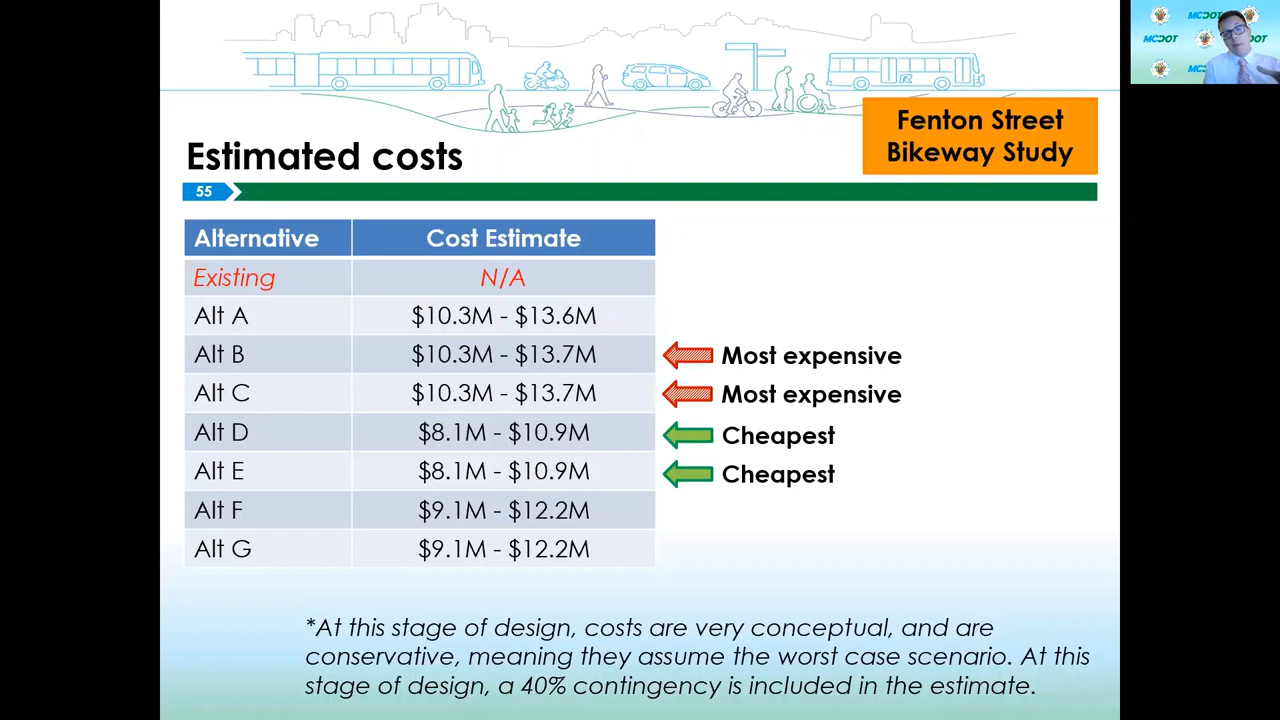 MCDOT
MCDOT
DOT
MC
Fenton Street
Bikeway Study
Estimated costs
55
Alternative Cost Estimate
Existing N/A
Alt A $10.3M - $13.6M
Alt B $10.3M - $13.7M
Most expensive
Alt C $10.3M - $13.7M
Most expensive
Alt D $8.1M - $10.9M
Cheapest
Alt E $8.1M - $10.9M
Cheapest
Alt F $9.1M - $12.2M
Alt G $9.1M - $12.2M
*At this stage of design, costs are very conceptual, and are
conservative, meaning they assume the worst case scenario. At this
stage of design, a 40% contingency is included in the estimate.